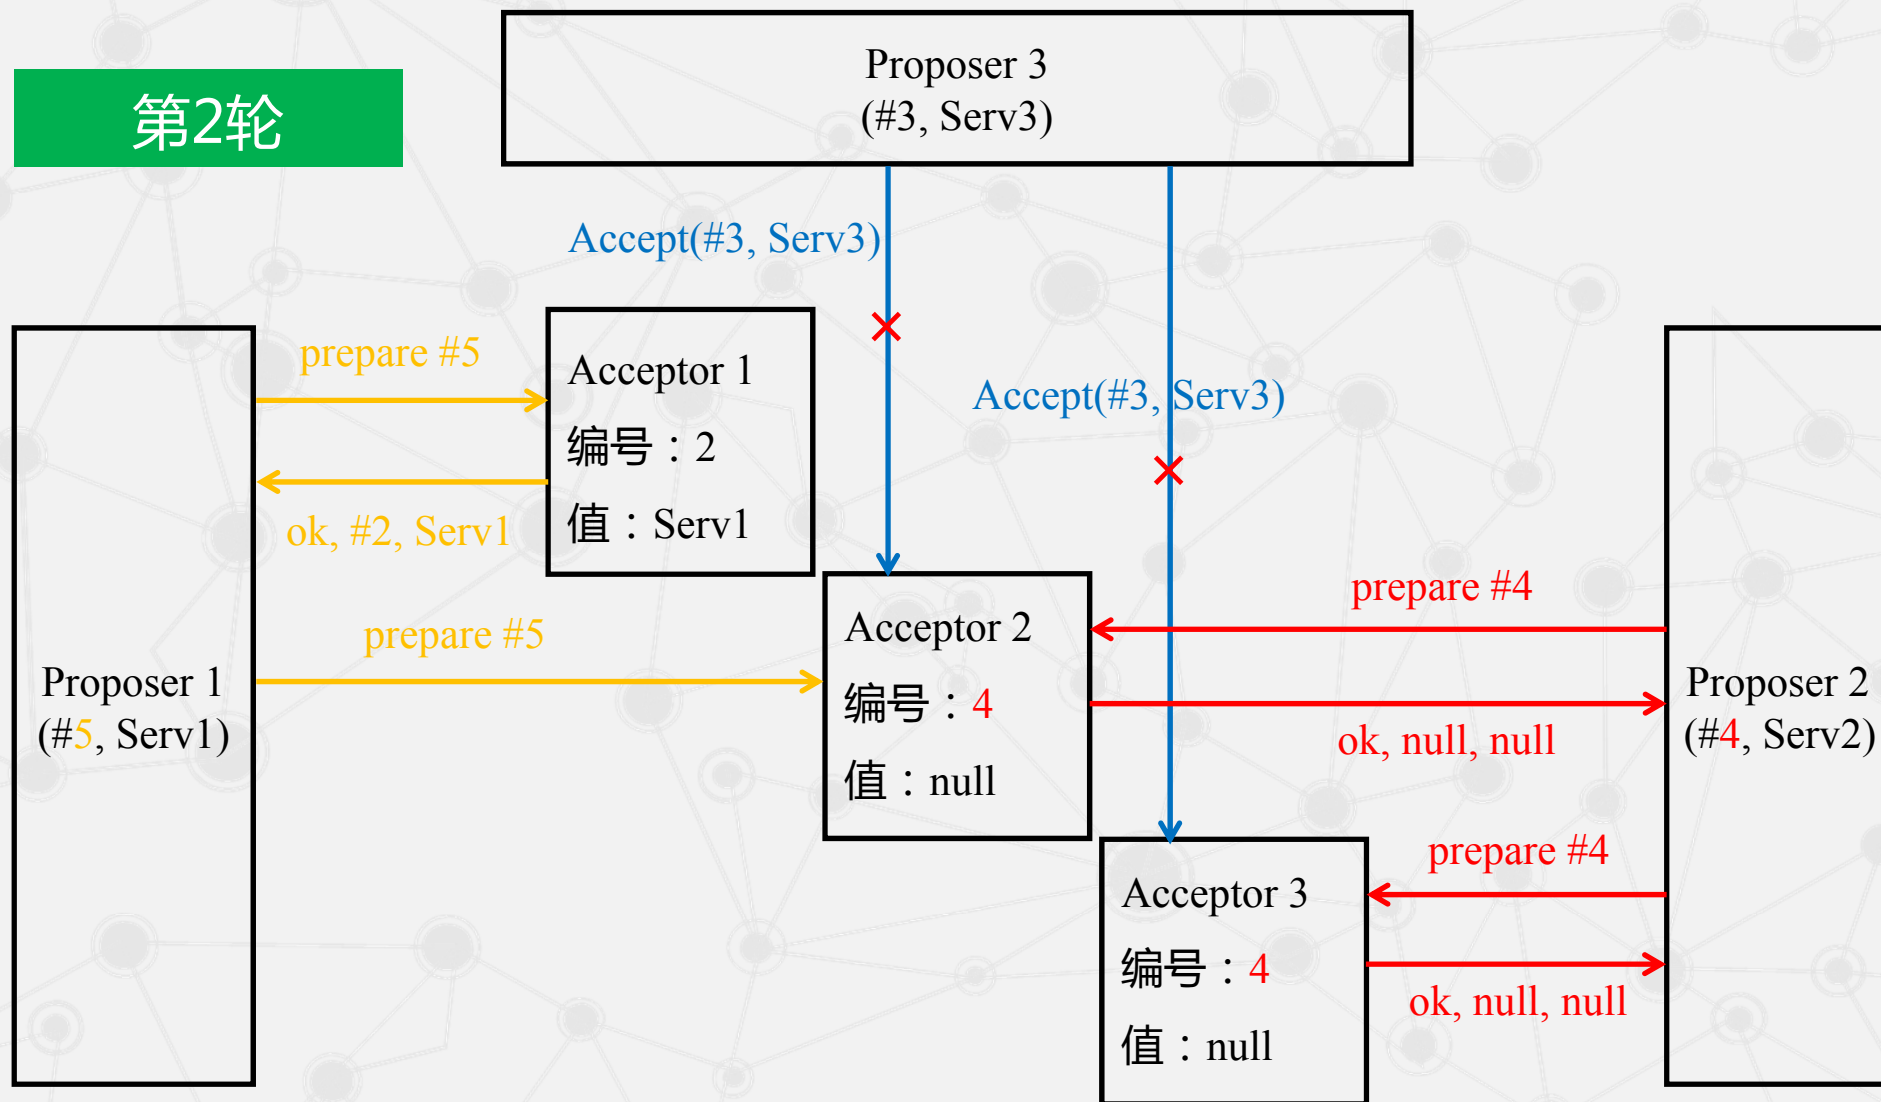 第2轮
Proposer 3
(#3, Serv3)
Accept(#3, Serv3)
Accept(#3, Serv3)
prepare #5
ok, #2, Serv1
prepare #5
Proposer 1
(#5, Serv1)
Acceptor 1
编号：2
值：Serv1
Acceptor 2
编号：4
值：null
Acceptor 3
编号：4
值：null
prepare #4
ok, null, null
prepare #4
ok, null, null
Proposer 2
(#4, Serv2)